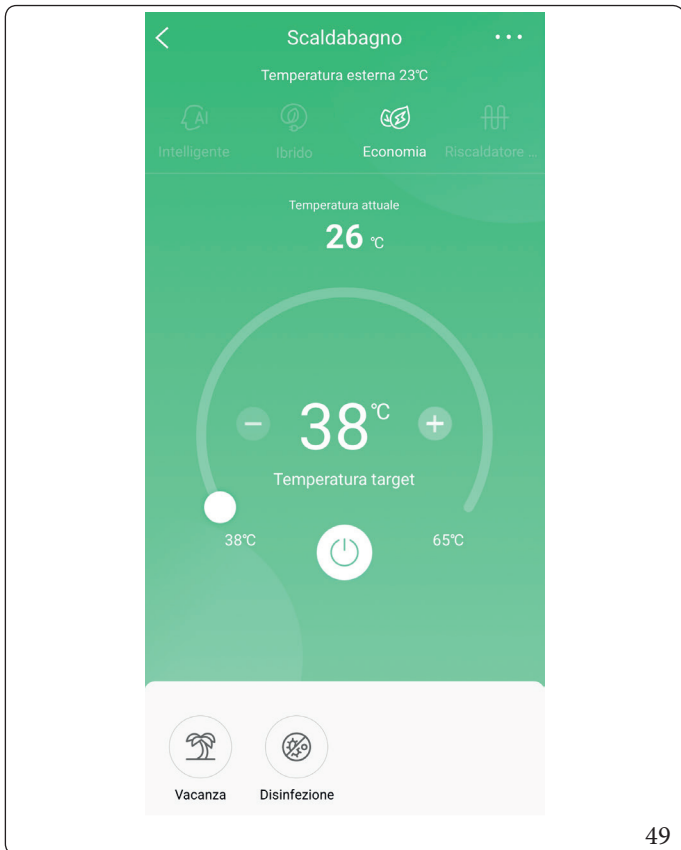 Scaldabagno
Temperatura esterna 23℃
AI
Intelligente Ibrido Economia Riscaldatore ...
Temperatura attuale
26 ℃
38℃
Temperatura target
38℃ 65℃
Vacanza Disinfezione
49